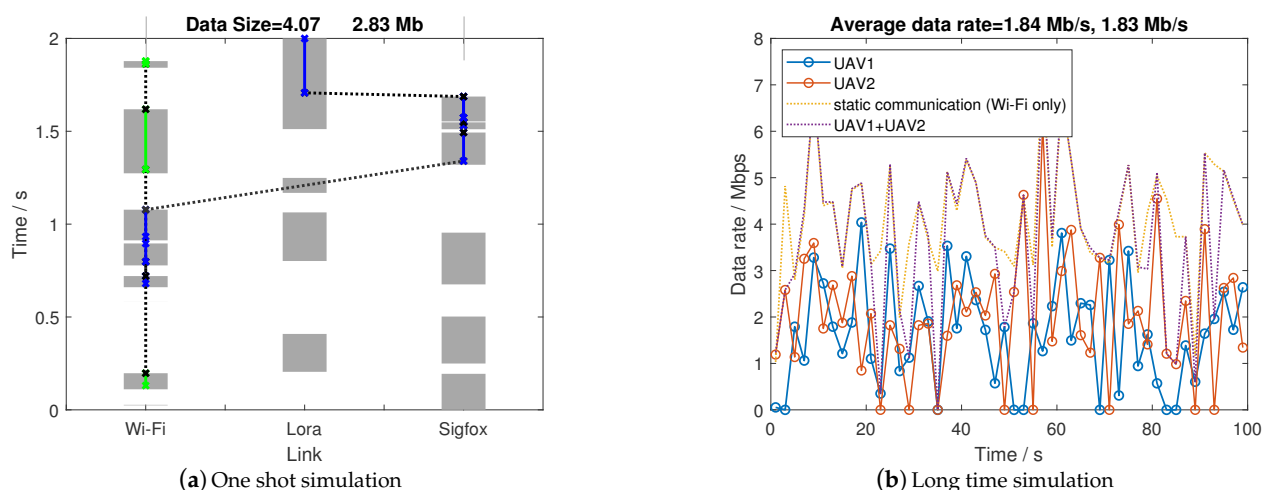 Data Size=4.07 2.83 Mb
2
1.5
1
0.5
0
Time / s
Wi-Fi Lora Sigfox
Link
(a) One shot simulation
Average data rate=1.84 Mb/s, 1.83 Mb/s
8
7
6
5
4
3
2
1
0
Data rate / Mbps
UAV1
UAV2
static communication (Wi-Fi only)
UAV1+UAV2
0 20 40 60 80 100
Time / s
(b) Long time simulation